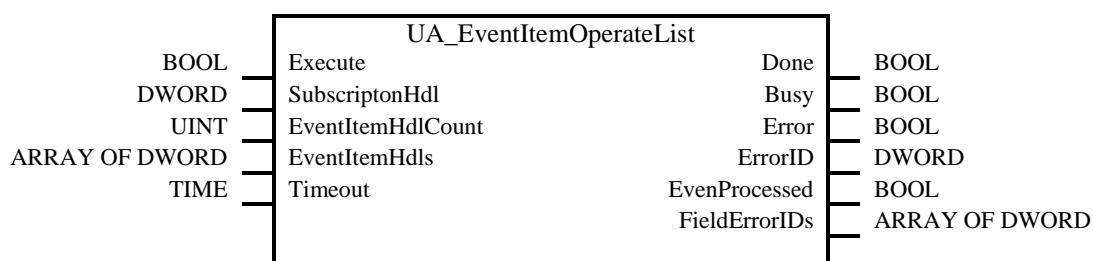 UA_EventItemOperateList
BOOL Execute Done BOOL
DWORD SubscriptonHdl Busy BOOL
UINT EventItemHdlCount Error BOOL
ARRAY OF DWORD EventItemHdls ErrorID DWORD
TIME Timeout EvenProcessed BOOL
FieldErrorIDs ARRAY OF DWORD